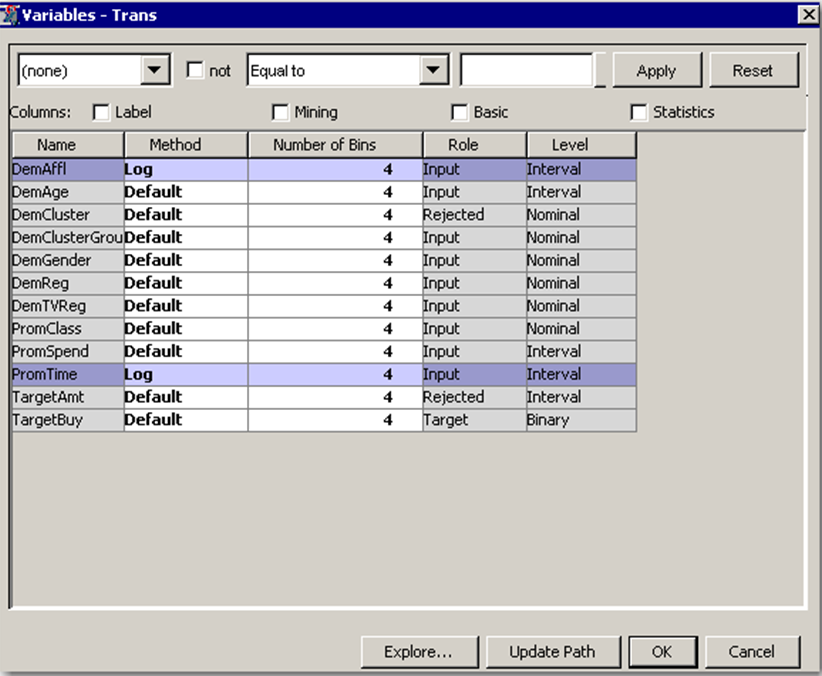 Variables - Trans
(none) not Equal to Apply Reset
Columns: Label Mining Basic Statistics
Name Method Number of Bins Role Level
DemAffl Log 4 Input Interval
DemAge Default 4 Input Interval
DemCluster Default 4 Rejected Nominal
DemClusterGrou Default 4 Input Nominal
DemGender Default 4 Input Nominal
DemReg Default 4 Input Nominal
DemTVReg Default 4 Input Nominal
PromClass Default 4 Input Nominal
PromSpend Default 4 Input Interval
PromTime Log 4 Input Interval
TargetAmt Default 4 Rejected Interval
TargetBuy Default 4 Target Binary
Explore... Update Path OK Cancel